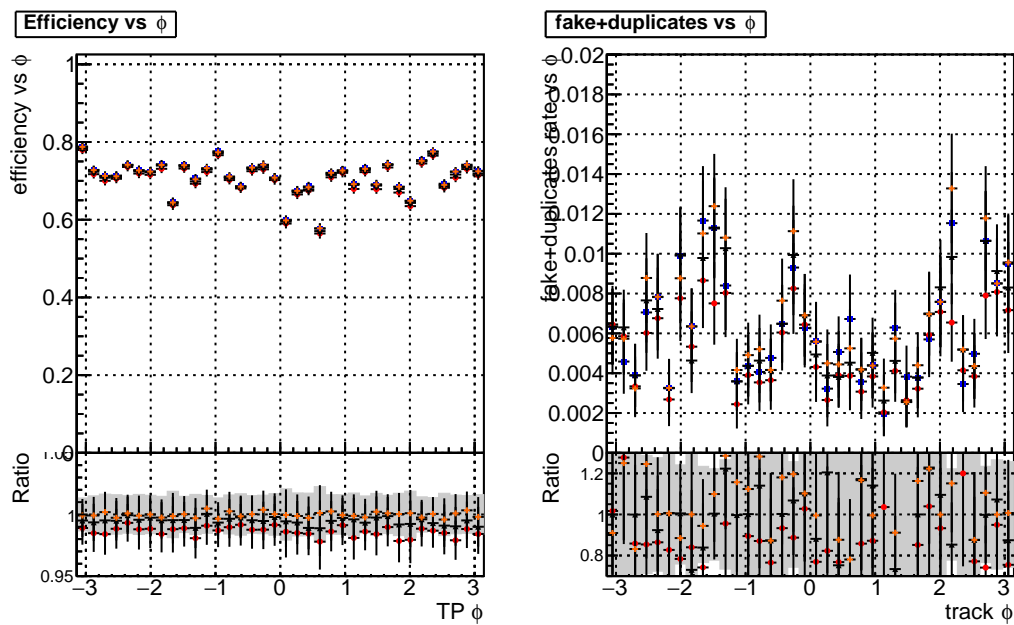 Efficiency vs ϕ
efficiency vs ϕ
1
0.8
0.6
0.4
0.2
0
Ratio
1
0.95
−3 −2 −1 0 1 2 3
TP ϕ
fake+duplicates vs ϕ
fake+duplicates rate vs ϕ
0.02
0.018
0.016
0.014
0.012
0.01
0.008
0.006
0.004
0.002
0
Ratio
1.2
1
0.8
−3 −2 −1 0 1 2 3
track ϕ